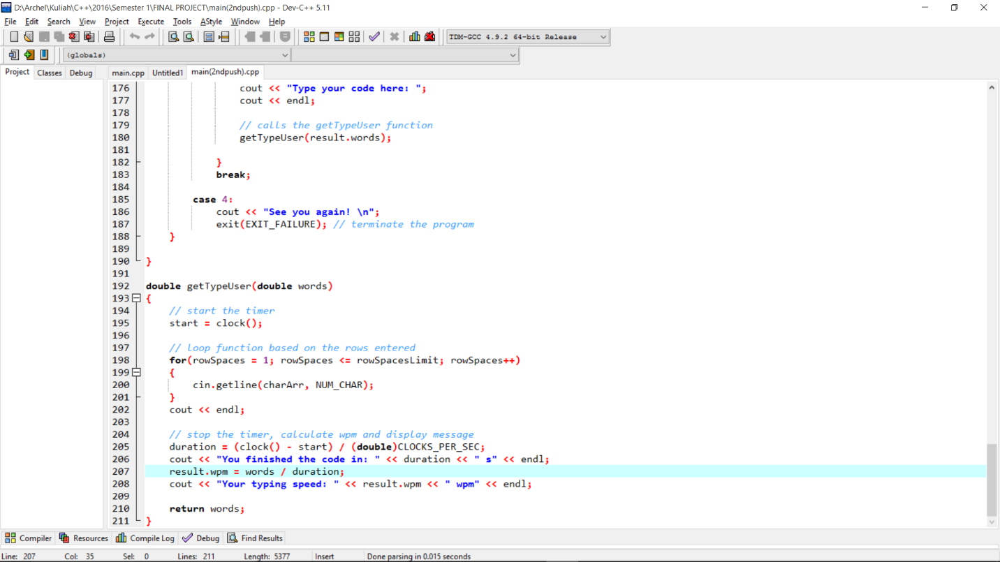 D:\Archel\Kuliah\C++\2016\Semester 1\FINAL PROJECT\main(2ndpush).cpp - Dev-C++ 5.11
File Edit Search View Project Execute Tools AStyle Window Help
TDM-GCC 4.9.2 64-bit Release
(globals)
Project Classes Debug main.cpp Untitled1 main(2ndpush).cpp
176 cout << "Type your code here: ";
177 cout << endl;
178
179 // calls the getTypeUser function
180 getTypeUser(result.words);
181
182 }
183 break;
184
185 case 4:
186 cout << "See you again! \n";
187 exit(EXIT_FAILURE); // terminate the program
188 }
189
190 }
191
192 double getTypeUser(double words)
193 {
194 // start the timer
195 start = clock();
196
197 // loop function based on the rows entered
198 for(rowSpaces = 1; rowSpaces <= rowSpacesLimit; rowSpaces++)
199 {
200 cin.getline(charArr, NUM_CHAR);
201 }
202 cout << endl;
203
204 // stop the timer, calculate wpm and display message
205 duration = (clock() - start) / (double)CLOCKS_PER_SEC;
206 cout << "You finished the code in: " << duration << " s" << endl;
207 result.wpm = words / duration;
208 cout << "Your typing speed: " << result.wpm << " wpm" << endl;
209
210 return words;
211 }
Compiler Resources Compile Log Debug Find Results
Line: 207 Col: 35 Sel: 0 Lines: 211 Length: 5377 Insert Done parsing in 0.015 seconds